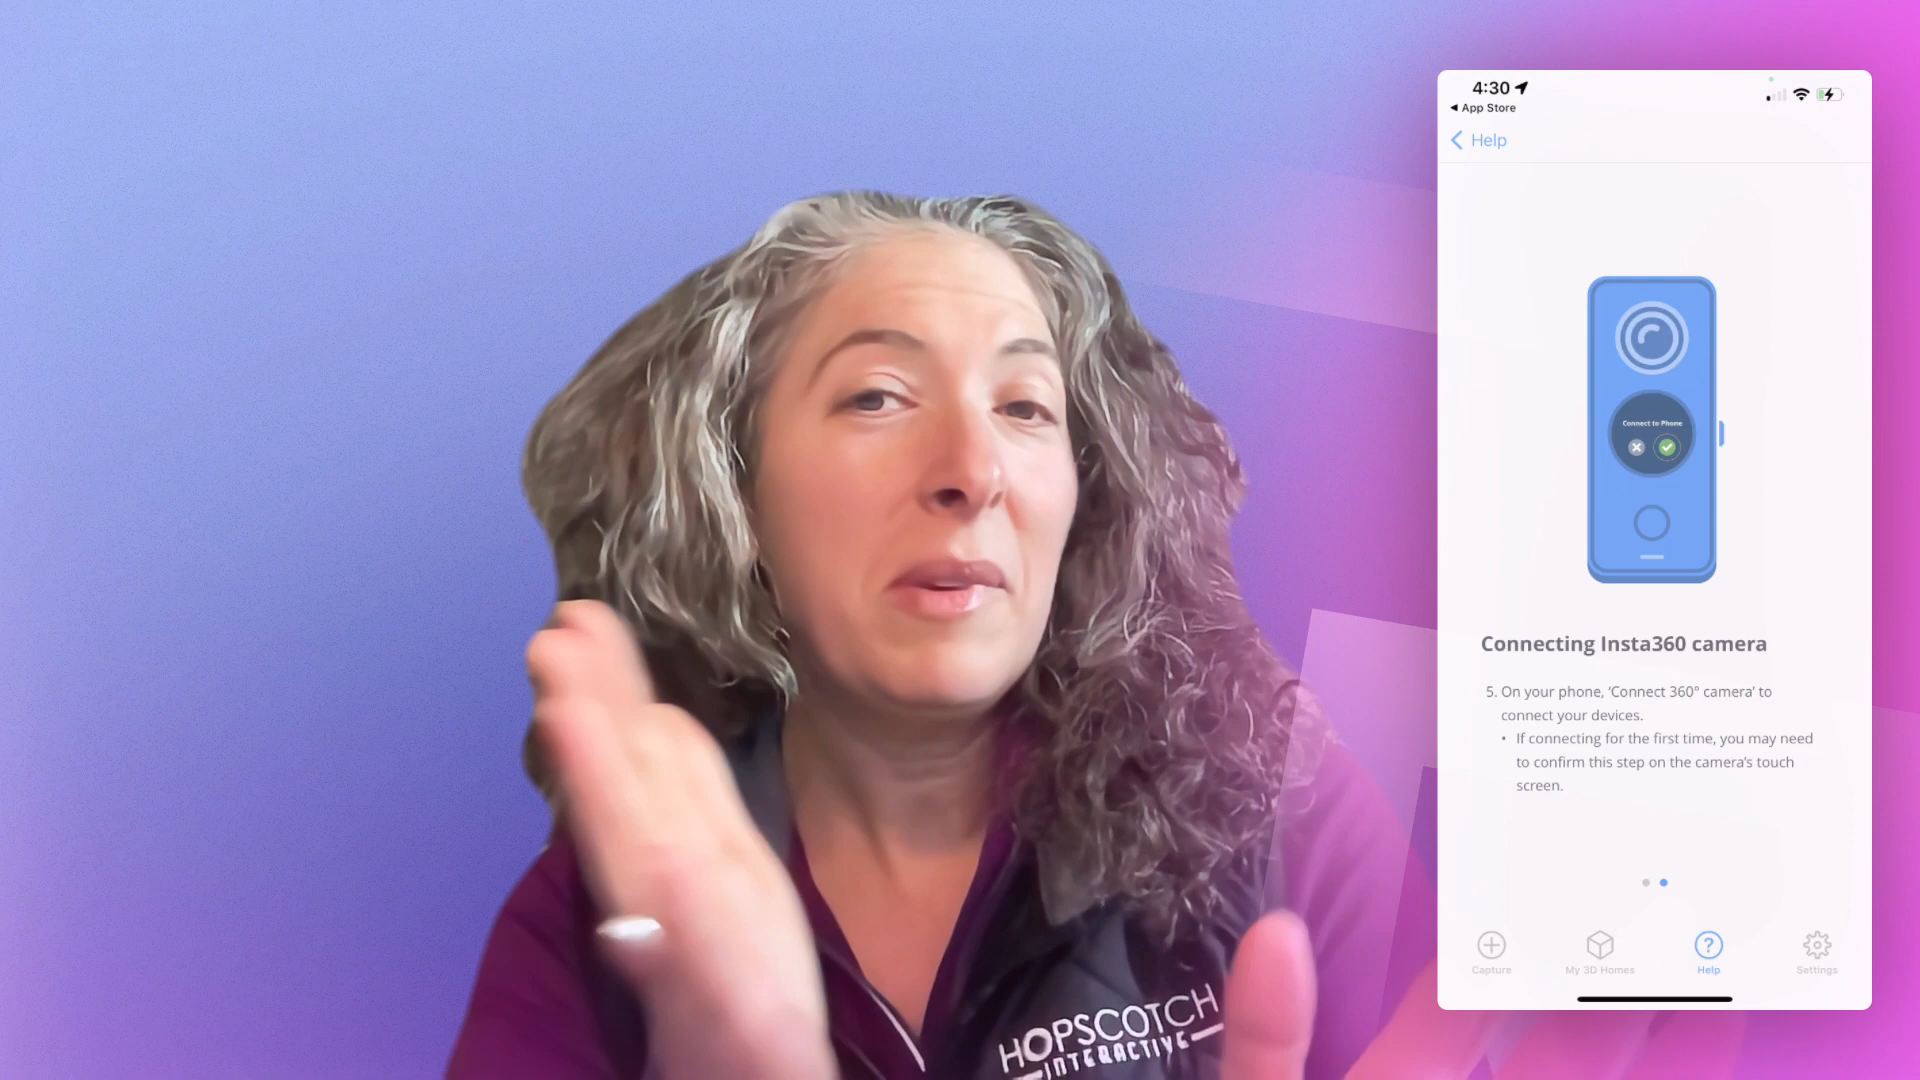 4:30
App Store
Help
Connect to Phone
Connecting Insta360 camera
5. On your phone, ‘Connect 360° camera’ to
connect your devices.
• If connecting for the first time, you may need
to confirm this step on the camera's touch
screen.
Capture
My 3D Homes
Help
Settings
HOPSCOTCH
INTERACTIVE